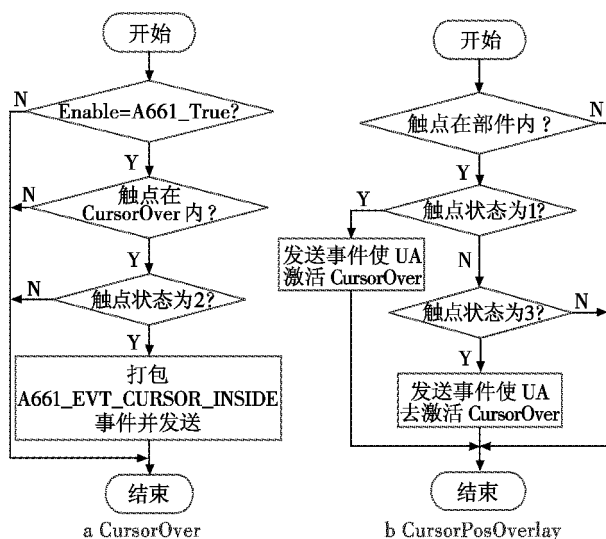 开始
Enable=A661_True?
N
Y
触点在
CursorOver 内?
N
Y
触点状态为2?
N
Y
打包
A661_EVT_CURSOR_INSIDE
事件并发送
结束
a CursorOver
开始
触点在部件内?
N
Y
触点状态为1?
Y
N
发送事件使 UA
激活 CursorOver
触点状态为3?
N
Y
发送事件使 UA
去激活 CursorOver
结束
b CursorPosOverlay